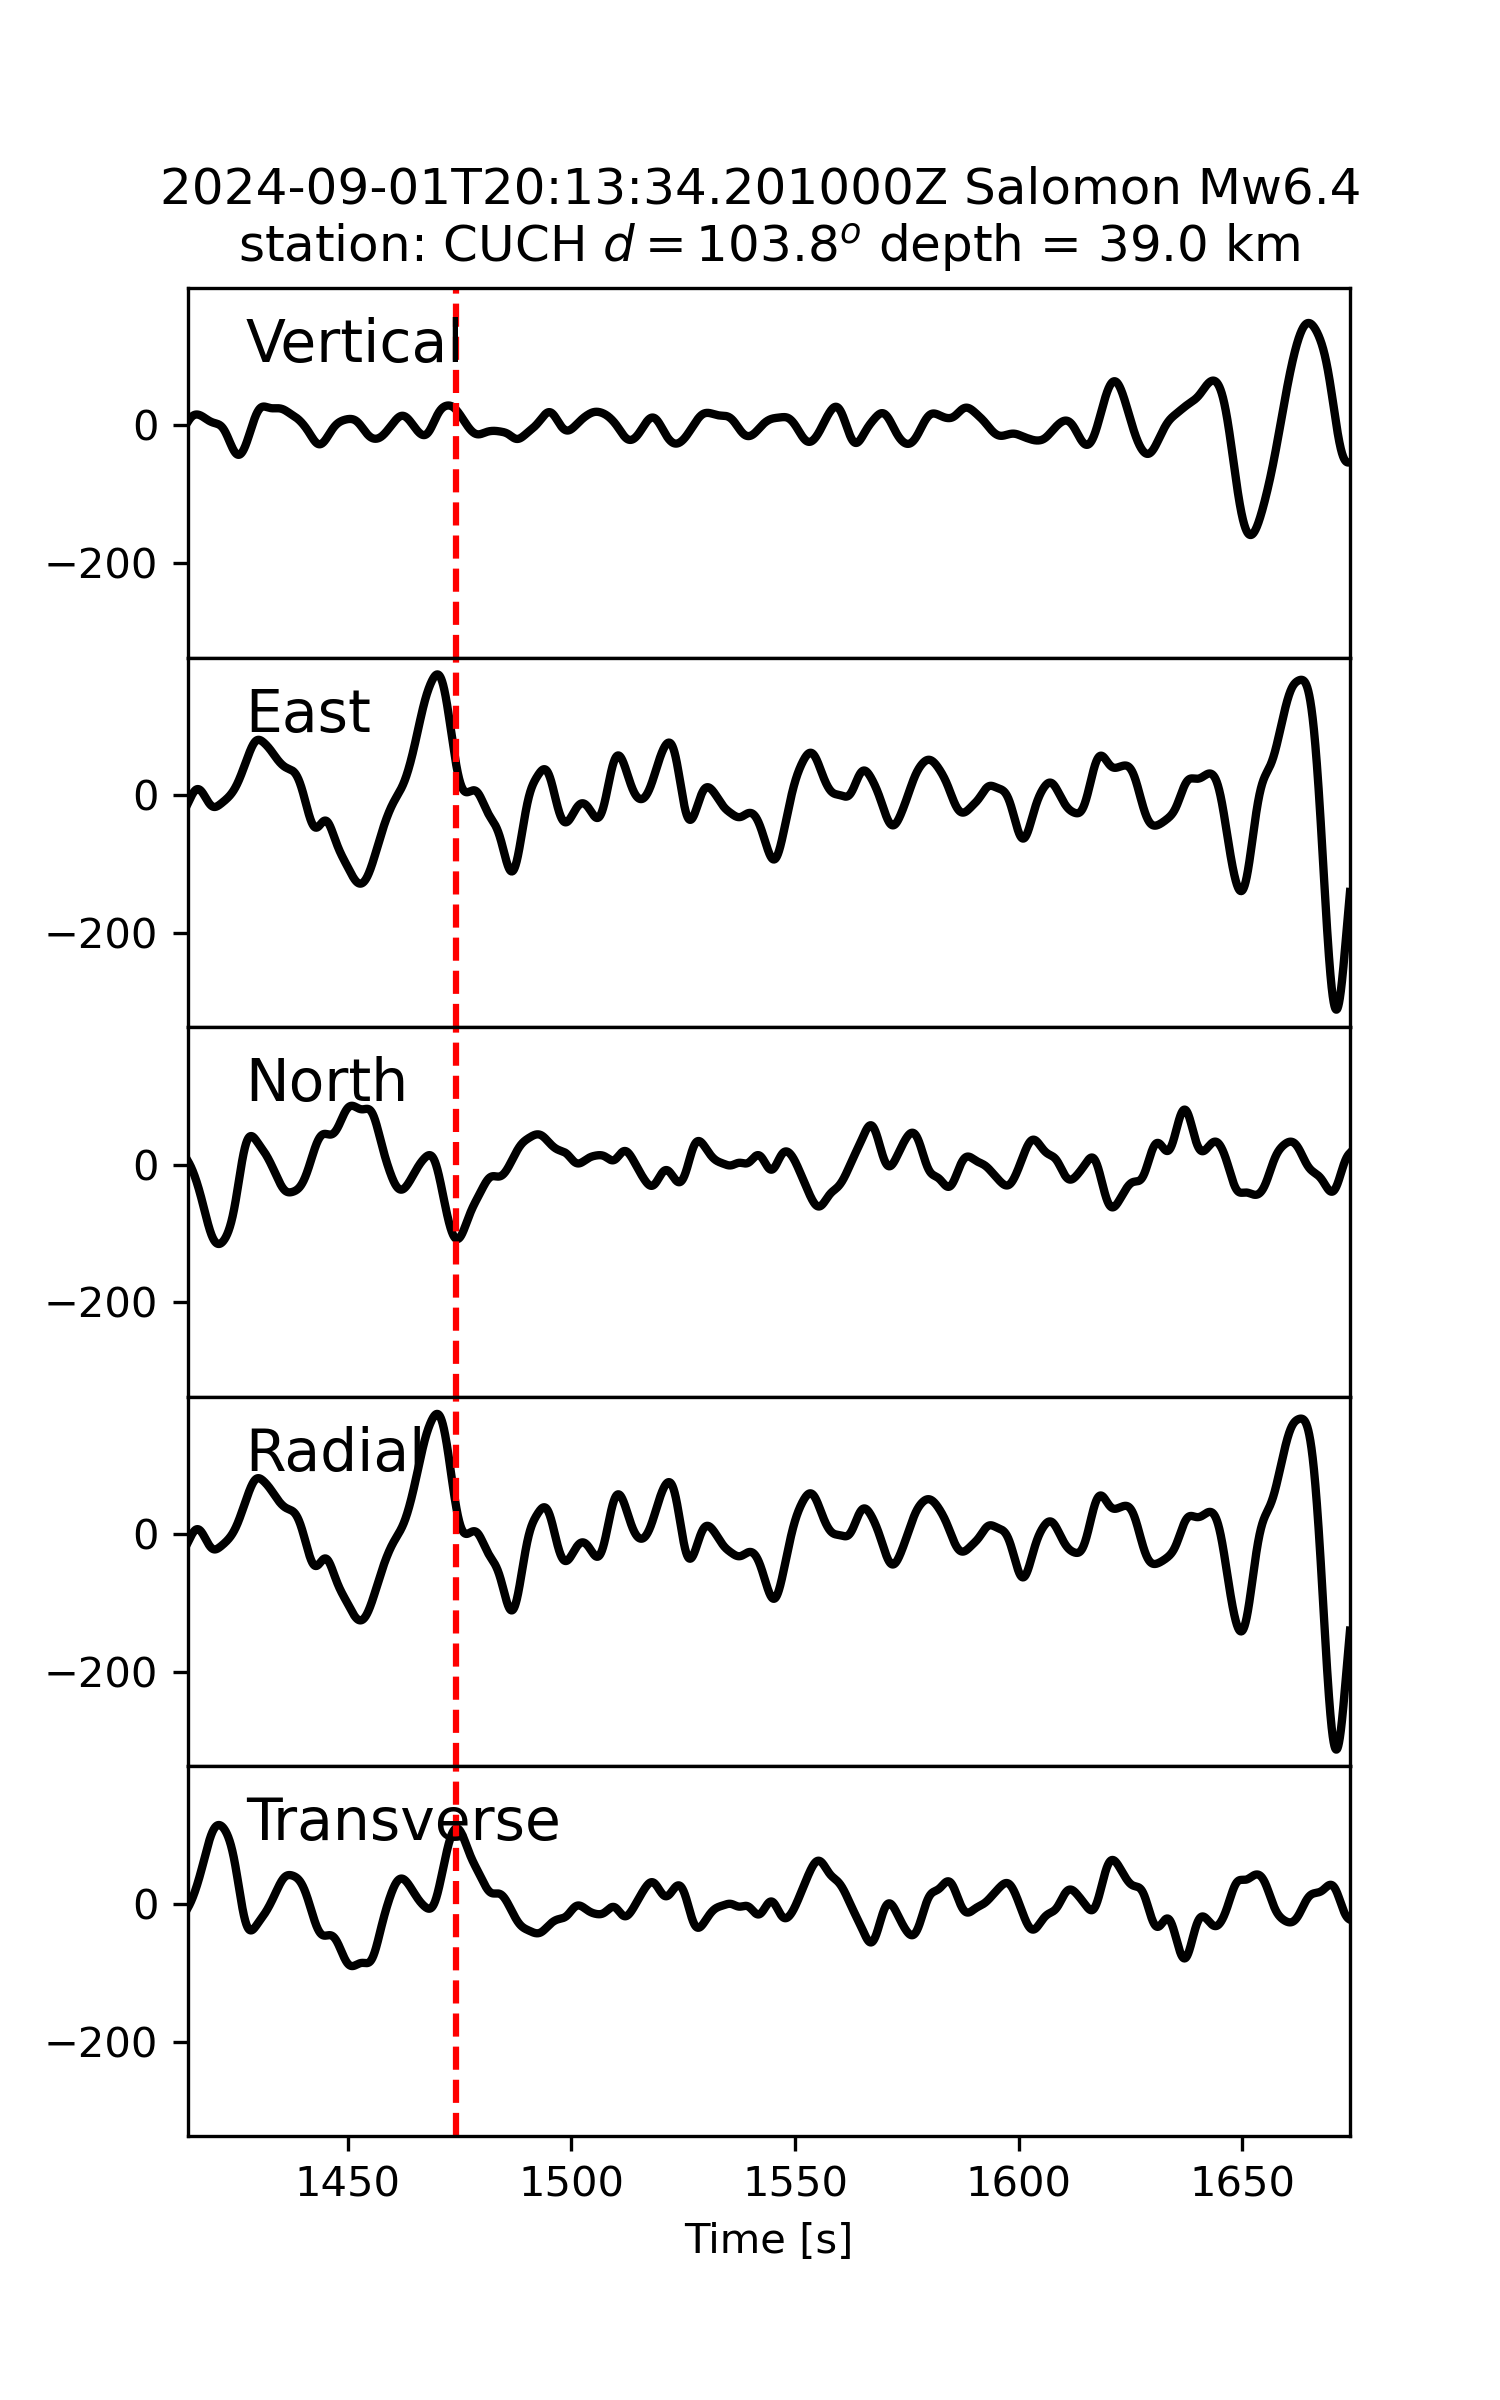 2024-09-01T20:13:34.201000Z Salomon Mw6.4
station: CUCH d = 103.8° depth = 39.0 km
Vertical
0
−200
East
0
−200
North
0
−200
Radial
0
−200
Transverse
0
−200
1450 1500 1550 1600 1650
Time [s]